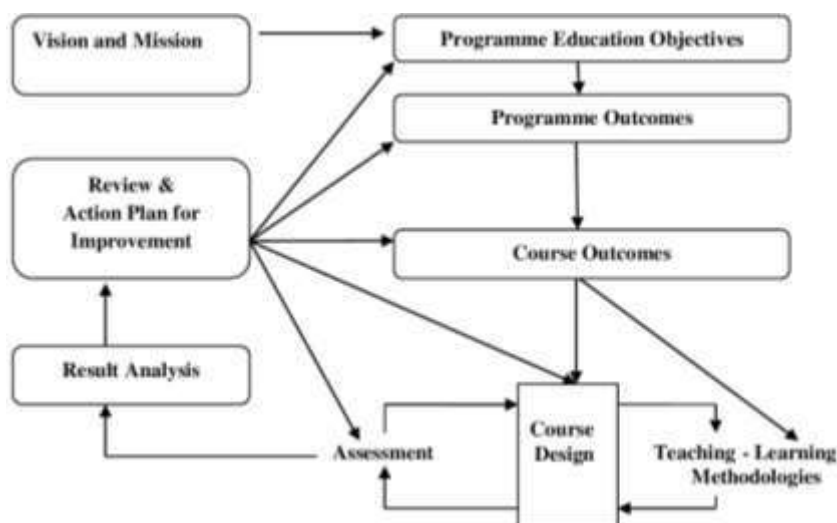 Vision and Mission
Programme Education Objectives
Programme Outcomes
Review &
Action Plan for
Improvement
Course Outcomes
Result Analysis
Assessment
Course
Design
Teaching - Learning
Methodologies